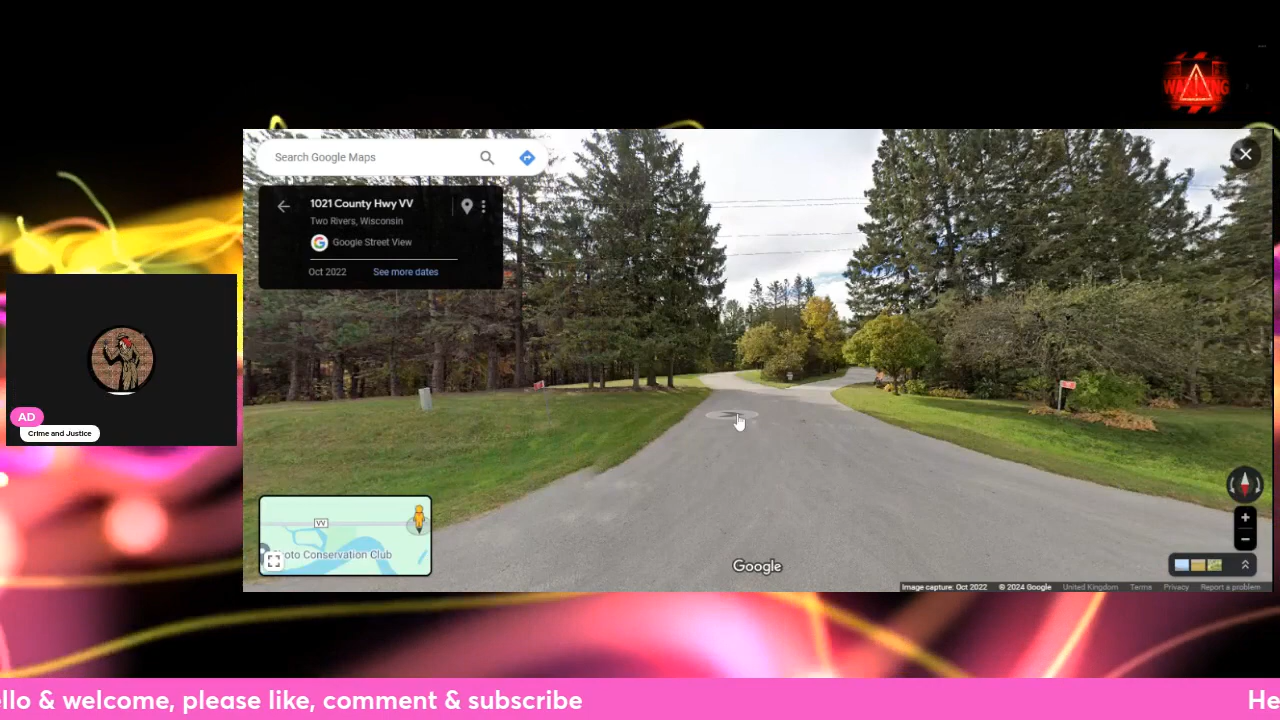 WARNING
Search Google Maps
1021 County Hwy VV
Two Rivers, Wisconsin
Google Street View
Oct 2022 See more dates
AD
Crime and Justice
VV
oto Conservation Club
Google
Image capture: Oct 2022 © 2024 Google United Kingdom Terms Privacy Report a problem
ello & welcome, please like, comment & subscribe He